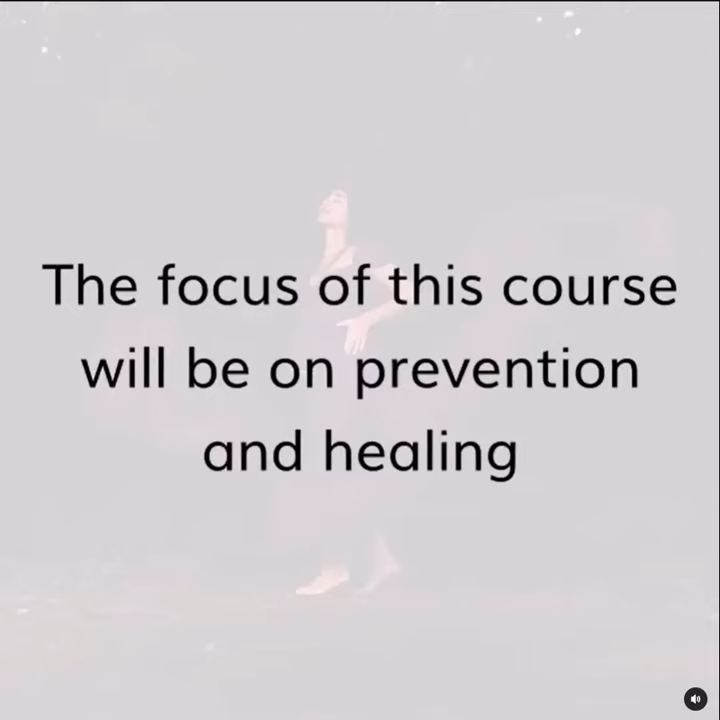 The focus of this course
will be on prevention
and healing